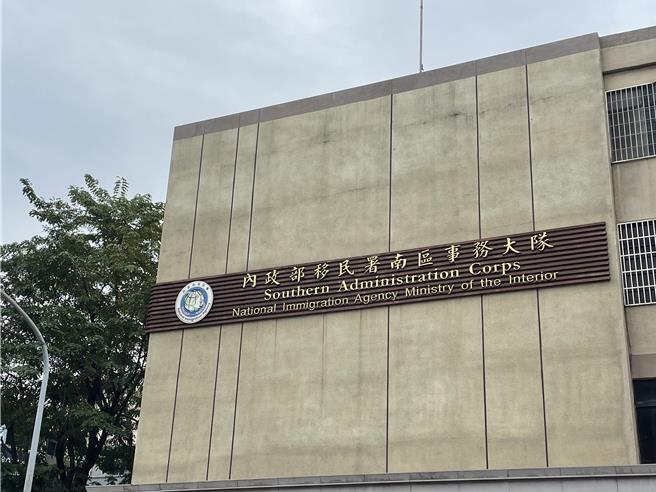 內政部移民署南區事務大隊
Southern Administration Corps
National Immigration Agency Ministry of the Interior